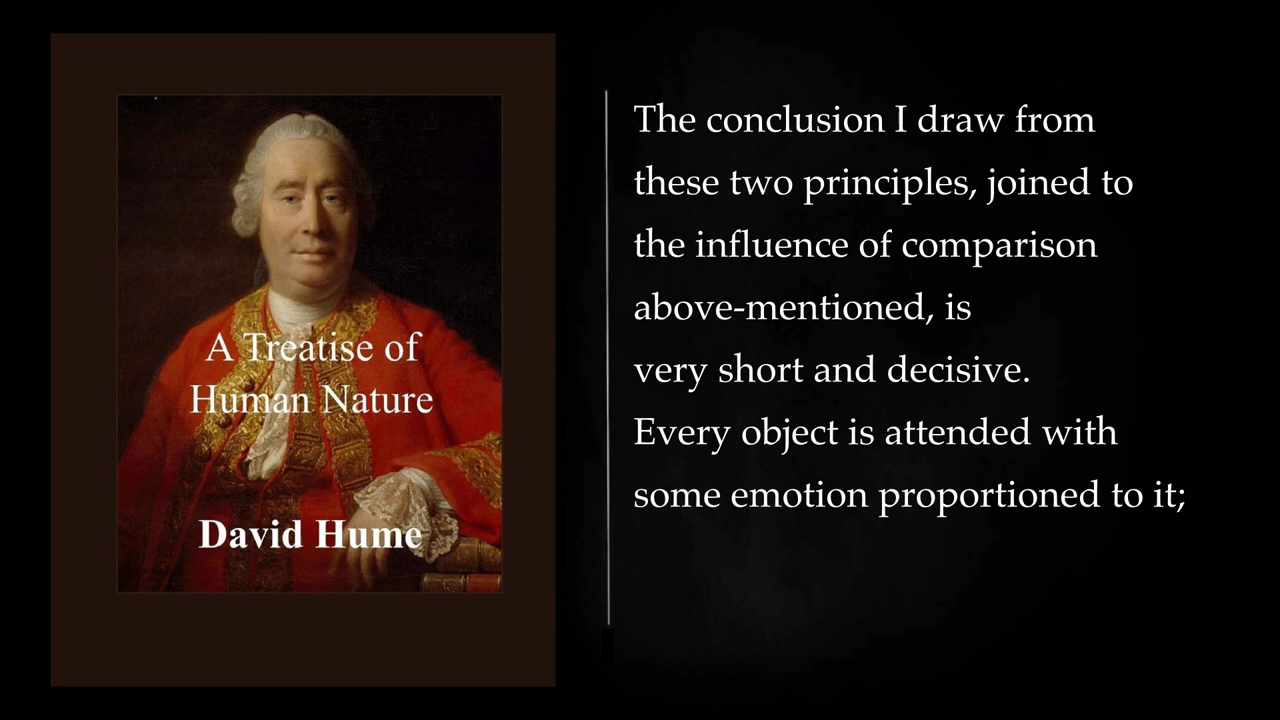 A Treatise of
Human Nature
David Hume
The conclusion I draw from
these two principles, joined to
the influence of comparison
above-mentioned, is
very short and decisive.
Every object is attended with
some emotion proportioned to it;